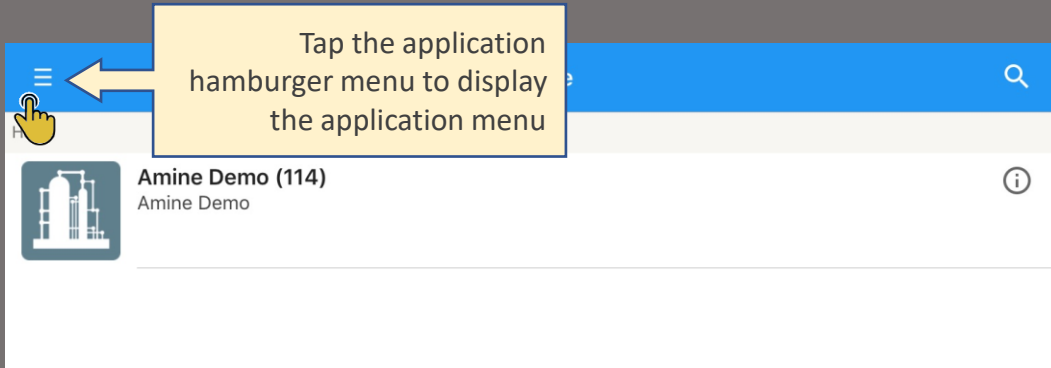 Tap the application
hamburger menu to display
the application menu
Amine Demo (114)
Amine Demo